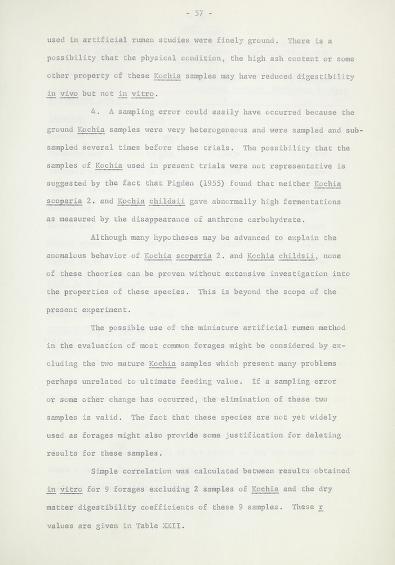 - 57 -
used in artificial rumen studies were finely ground. There is a
possibility that the physical condition, the high ash content or some
other property of these Kochia samples may have reduced digestibility
in vivo but not in vitro.
4. A sampling error could easily have occurred because the
ground Kochia samples were very heterogeneous and were sampled and sub-
sampled several times before these trials. The possibility that the
samples of Kochia used in present trials were not representative is
suggested by the fact that Pigden (1955) found that neither Kochia
scoparia 2. and Kochia childsii gave abnormally high fermentations
as measured by the disappearance of anthrone carbohydrate.
Although many hypotheses may be advanced to explain the
anomalous behavior of Kochia scoparia 2. and Kochia childsii, none
of these theories can be proven without extensive investigation into
the properties of these species. This is beyond the scope of the
present experiment.
The possible use of the miniature artificial rumen method
in the evaluation of most common forages might be considered by ex-
cluding the two mature Kochia samples which present many problems
perhaps unrelated to ultimate feeding value. If a sampling error
or some other change has occurred, the elimination of these two
samples is valid. The fact that these species are not yet widely
used as forages might also provide some justification for deleting
results for these samples.
Simple correlation was calculated between results obtained
in vitro for 9 forages excluding 2 samples of Kochia and the dry
matter digestibility coefficients of these 9 samples. These r
values are given in Table XXII.